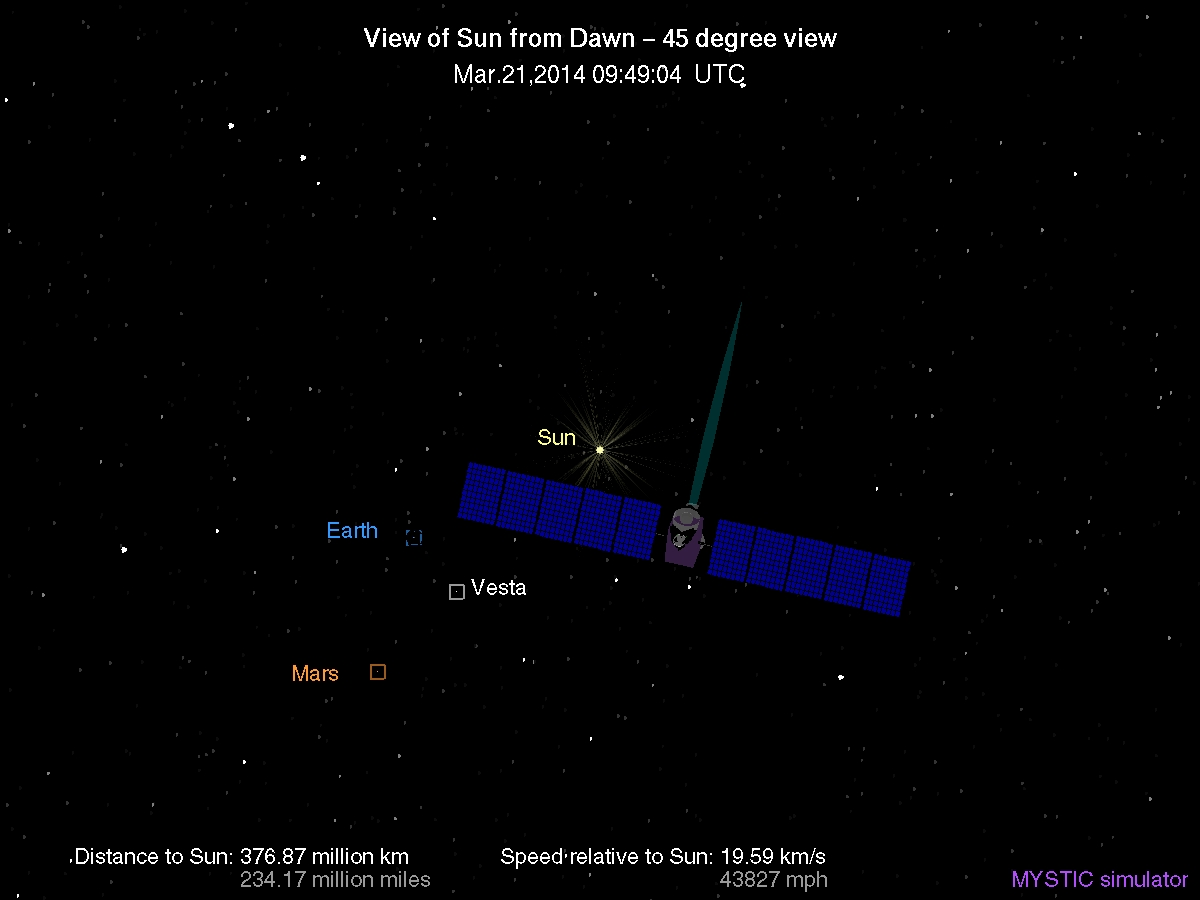 View of Sun from Dawn – 45 degree view
Mar.21,2014 09:49:04 UTC
Sun
Earth
Vesta
Mars
Distance to Sun: 376.87 million km
234.17 million miles
Speed relative to Sun: 19.59 km/s
43827 mph
MYSTIC simulator